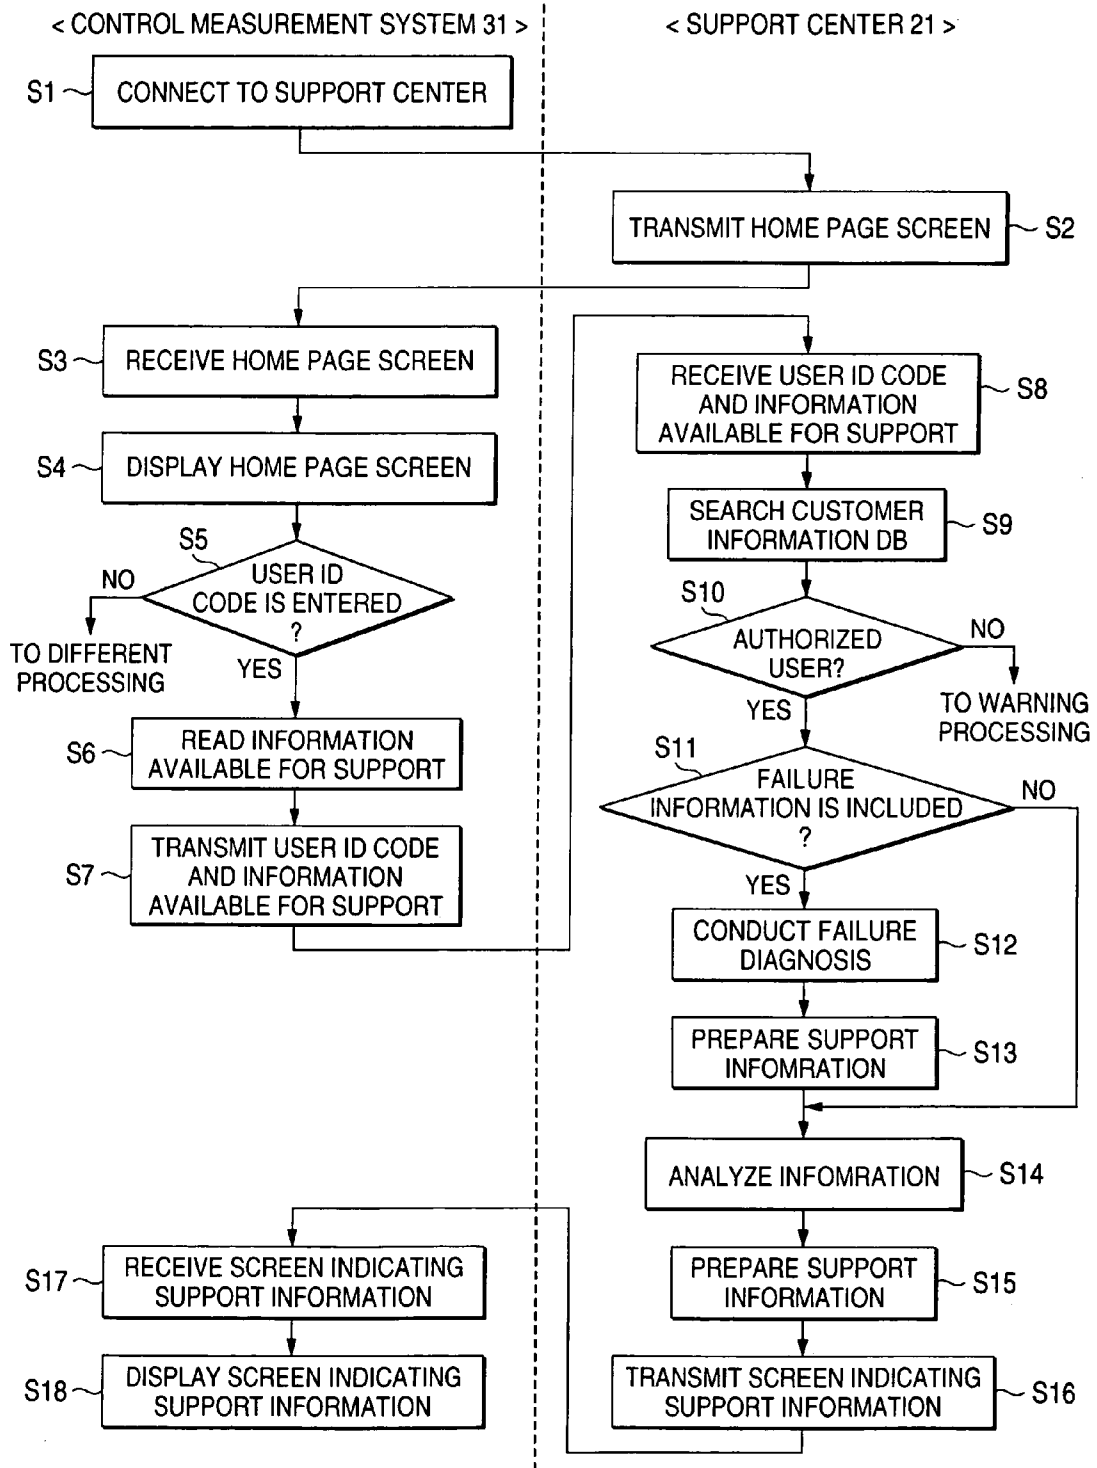 < CONTROL MEASUREMENT SYSTEM 31 >
< SUPPORT CENTER 21 >
S1
CONNECT TO SUPPORT CENTER
TRANSMIT HOME PAGE SCREEN
S2
S3
RECEIVE HOME PAGE SCREEN
S4
DISPLAY HOME PAGE SCREEN
S5
USER ID
CODE IS ENTERED
?
NO
TO DIFFERENT
PROCESSING
YES
S6
READ INFORMATION
AVAILABLE FOR SUPPORT
S7
TRANSMIT USER ID CODE
AND INFORMATION
AVAILABLE FOR SUPPORT
RECEIVE USER ID CODE
AND INFORMATION
AVAILABLE FOR SUPPORT
S8
SEARCH CUSTOMER
INFORMATION DB
S9
S10
AUTHORIZED
USER?
NO
TO WARNING
PROCESSING
YES
S11
FAILURE
INFORMATION IS INCLUDED
?
NO
YES
CONDUCT FAILURE
DIAGNOSIS
S12
PREPARE SUPPORT
INFOMRATION
S13
ANALYZE INFOMRATION
S14
PREPARE SUPPORT
INFORMATION
S15
TRANSMIT SCREEN INDICATING
SUPPORT INFORMATION
S16
S17
RECEIVE SCREEN INDICATING
SUPPORT INFORMATION
S18
DISPLAY SCREEN INDICATING
SUPPORT INFORMATION